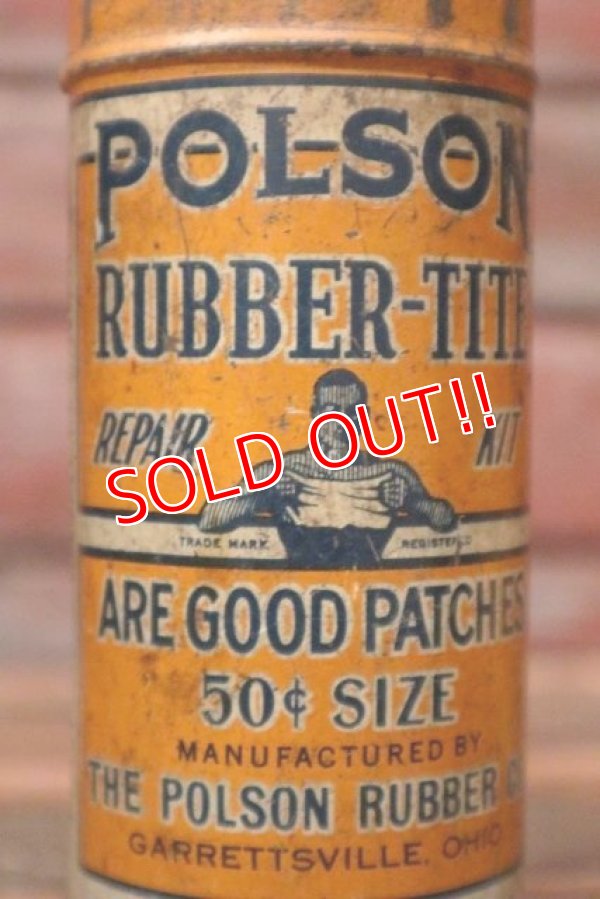 POLSON
RUBBER-TITE
REPAIR KIT
SOLD OUT!!
TRADE MARK REGISTERED
ARE GOOD PATCHES
50¢ SIZE
MANUFACTURED BY
THE POLSON RUBBER
GARRETTSVILLE, OHIO